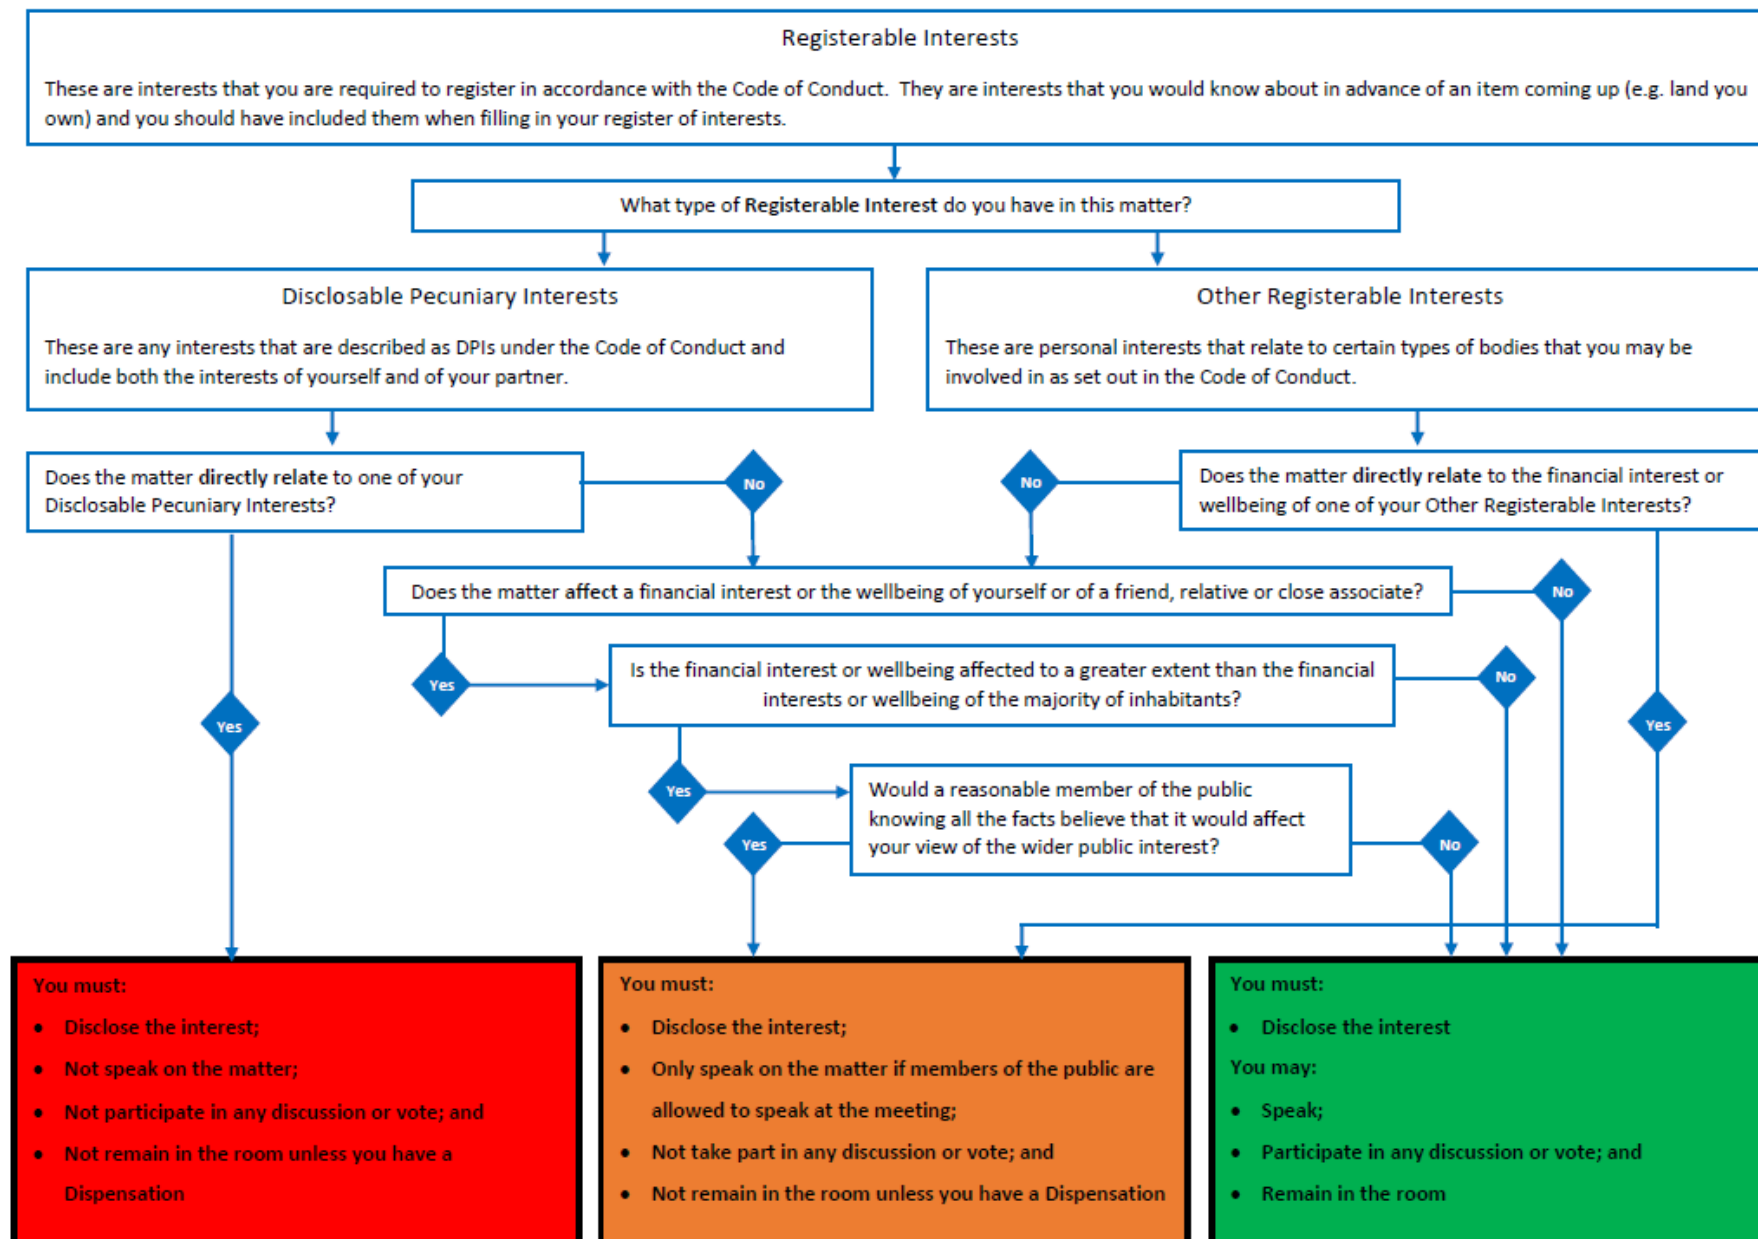 Registerable Interests
These are interests that you are required to register in accordance with the Code of Conduct. They are interests that you would know about in advance of an item coming up (e.g. land you
own) and you should have included them when filling in your register of interests.
What type of Registerable Interest do you have in this matter?
Disclosable Pecuniary Interests
These are any interests that are described as DPIs under the Code of Conduct and
include both the interests of yourself and of your partner.
Other Registerable Interests
These are personal interests that relate to certain types of bodies that you may be
involved in as set out in the Code of Conduct.
Does the matter directly relate to one of your
Disclosable Pecuniary Interests?
No
No
Does the matter directly relate to the financial interest or
wellbeing of one of your Other Registerable Interests?
Does the matter affect a financial interest or the wellbeing of yourself or of a friend, relative or close associate?
No
Yes
Is the financial interest or wellbeing affected to a greater extent than the financial
interests or wellbeing of the majority of inhabitants?
No
Yes
Yes
Yes
Would a reasonable member of the public
knowing all the facts believe that it would affect
your view of the wider public interest?
Yes
No
You must:
• Disclose the interest;
• Not speak on the matter;
• Not participate in any discussion or vote; and
• Not remain in the room unless you have a
Dispensation
You must:
• Disclose the interest;
• Only speak on the matter if members of the public are
allowed to speak at the meeting;
• Not take part in any discussion or vote; and
• Not remain in the room unless you have a Dispensation
You must:
• Disclose the interest
You may:
• Speak;
• Participate in any discussion or vote; and
• Remain in the room